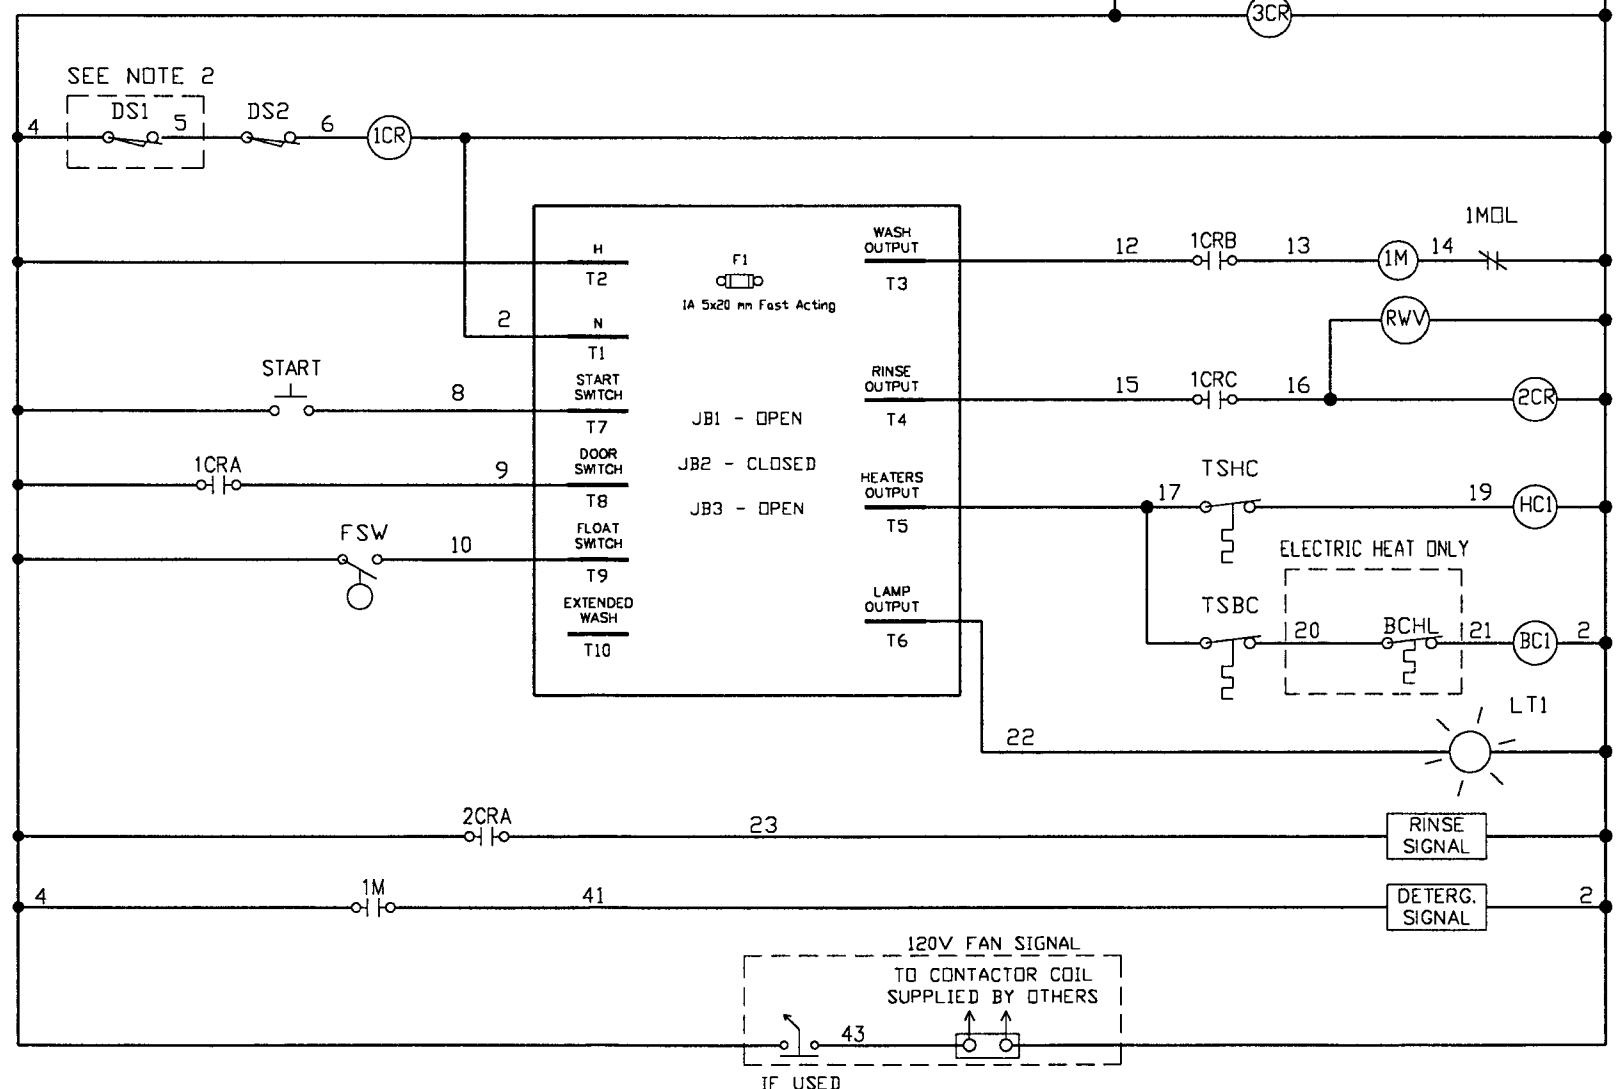 3CR
SEE NOTE 2
DS1
DS2
4
5
6
1CR
1MOL
WASH
OUTPUT
T3
12
1CRB
13
1M
14
H
T2
F1
1A 5x20 mm Fast Acting
RWV
2
N
T1
START
8
START
SWITCH
T7
RINSE
OUTPUT
T4
15
1CRC
16
2CR
JB1 - OPEN
JB2 - CLOSED
JB3 - OPEN
1CRA
9
DOOR
SWITCH
T8
HEATERS
OUTPUT
T5
17
TSHC
19
HC1
FSW
10
FLOAT
SWITCH
T9
ELECTRIC HEAT ONLY
EXTENDED
WASH
T10
LAMP
OUTPUT
T6
TSBC
20
BCHL
21
BC1
2
LT1
22
2CRA
23
RINSE
SIGNAL
4
1M
41
DETERG.
SIGNAL
2
120V FAN SIGNAL
TO CONTACTOR COIL
SUPPLIED BY OTHERS
43
IF USED